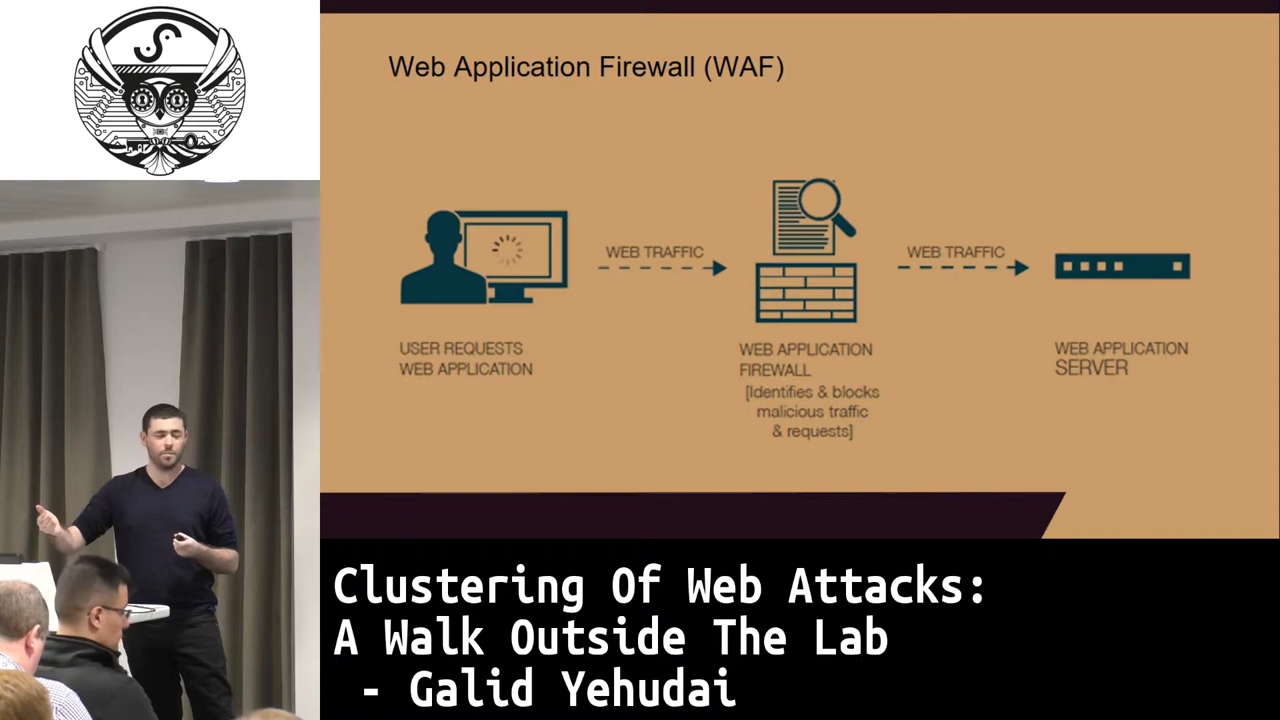 Web Application Firewall (WAF)
WEB TRAFFIC
WEB TRAFFIC
USER REQUESTS
WEB APPLICATION
WEB APPLICATION
FIREWALL
[Identifies & blocks
malicious traffic
& requests]
WEB APPLICATION
SERVER
Clustering Of Web Attacks:
A Walk Outside The Lab
- Galid Yehudai